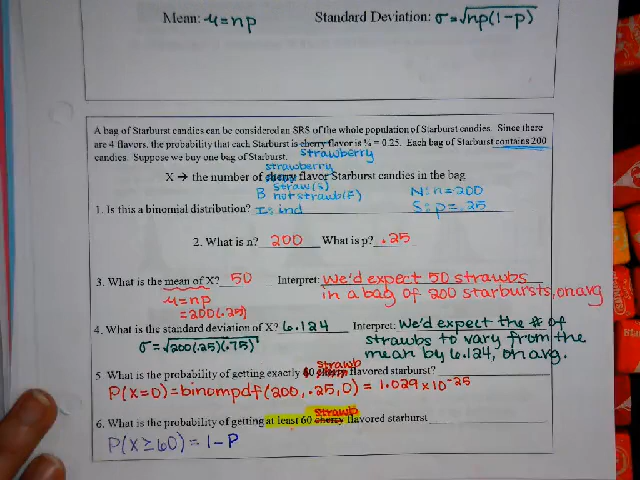 Mean: μ=np Standard Deviation: σ=√np(1-p)
A bag of Starburst candies can be considered an SRS of the whole population of Starburst candies. Since there
are 4 flavors, the probability that each Starburst is cherry flavor is ¼ = 0.25. Each bag of Starburst contains 200
strawberry
candies. Suppose we buy one bag of Starburst.
strawberry
X → the number of cherry flavor Starburst candies in the bag
B straw(S) N: n=200
not strawb(F) S: p=.25
1. Is this a binomial distribution? I: ind
2. What is n? 200 What is p? .25
3. What is the mean of X? 50 Interpret: We'd expect 50 strawbs
μ=np in a bag of 200 starbursts, on avg
=200(.25)
4. What is the standard deviation of X? 6.124 Interpret: We'd expect the # of
σ=√200(.25)(.75) strawbs to vary from the
mean by 6.124, on avg.
strawb
5. What is the probability of getting exactly 0 cherry flavored starburst?
P(X=0)=binompdf(200,.25,0)=1.029×10⁻²⁵
strawb
6. What is the probability of getting at least 60 cherry flavored starburst
P(X≥60)=1-P